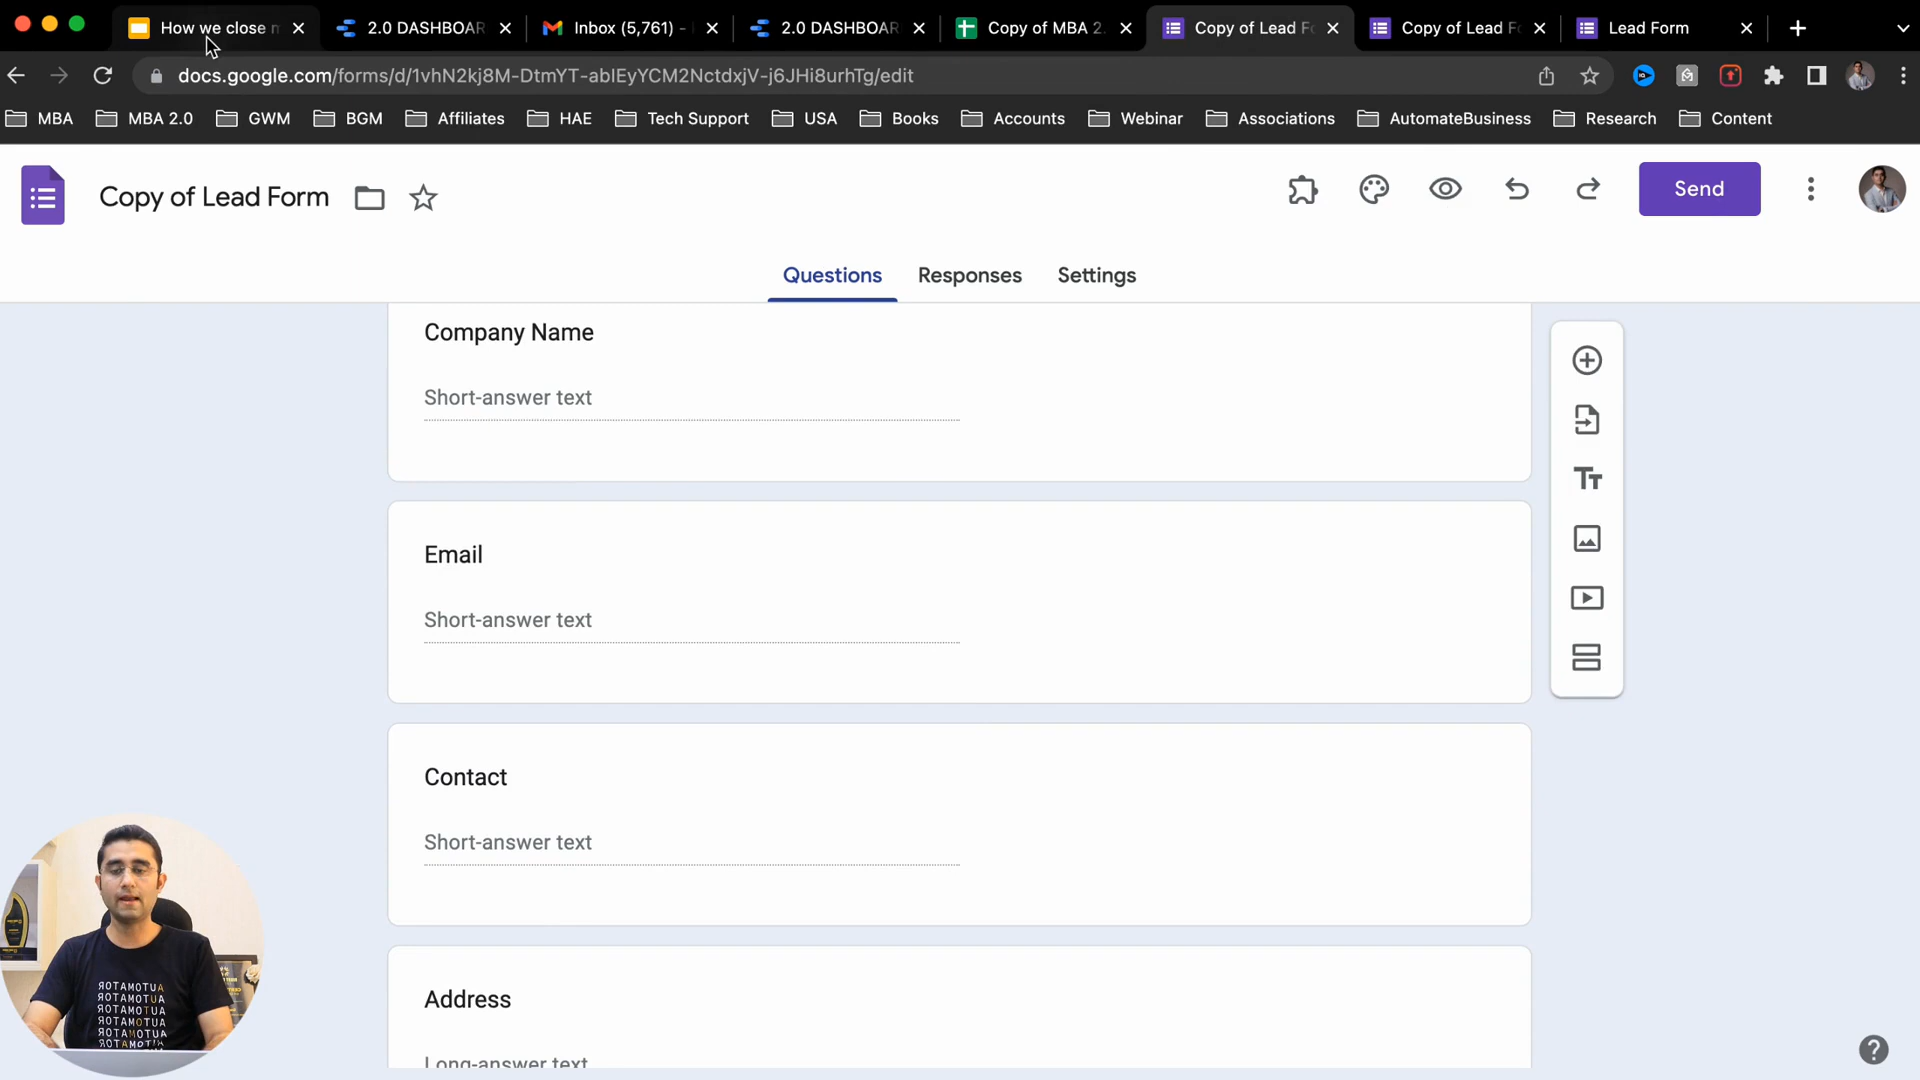 How we close m
2.0 DASHBOAR
Inbox (5,761) -
2.0 DASHBOAR
Copy of MBA 2.
Copy of Lead Fo
Copy of Lead Fo
Lead Form
docs.google.com/forms/d/1vhN2kj8M-DtmYT-abIEyYCM2NctdxjV-j6JHi8urhTg/edit
MBA
MBA 2.0
GWM
BGM
Affiliates
HAE
Tech Support
USA
Books
Accounts
Webinar
Associations
AutomateBusiness
Research
Content
Copy of Lead Form
Send
Questions
Responses
Settings
Company Name
Short-answer text
Email
Short-answer text
Contact
Short-answer text
Address
Long-answer text